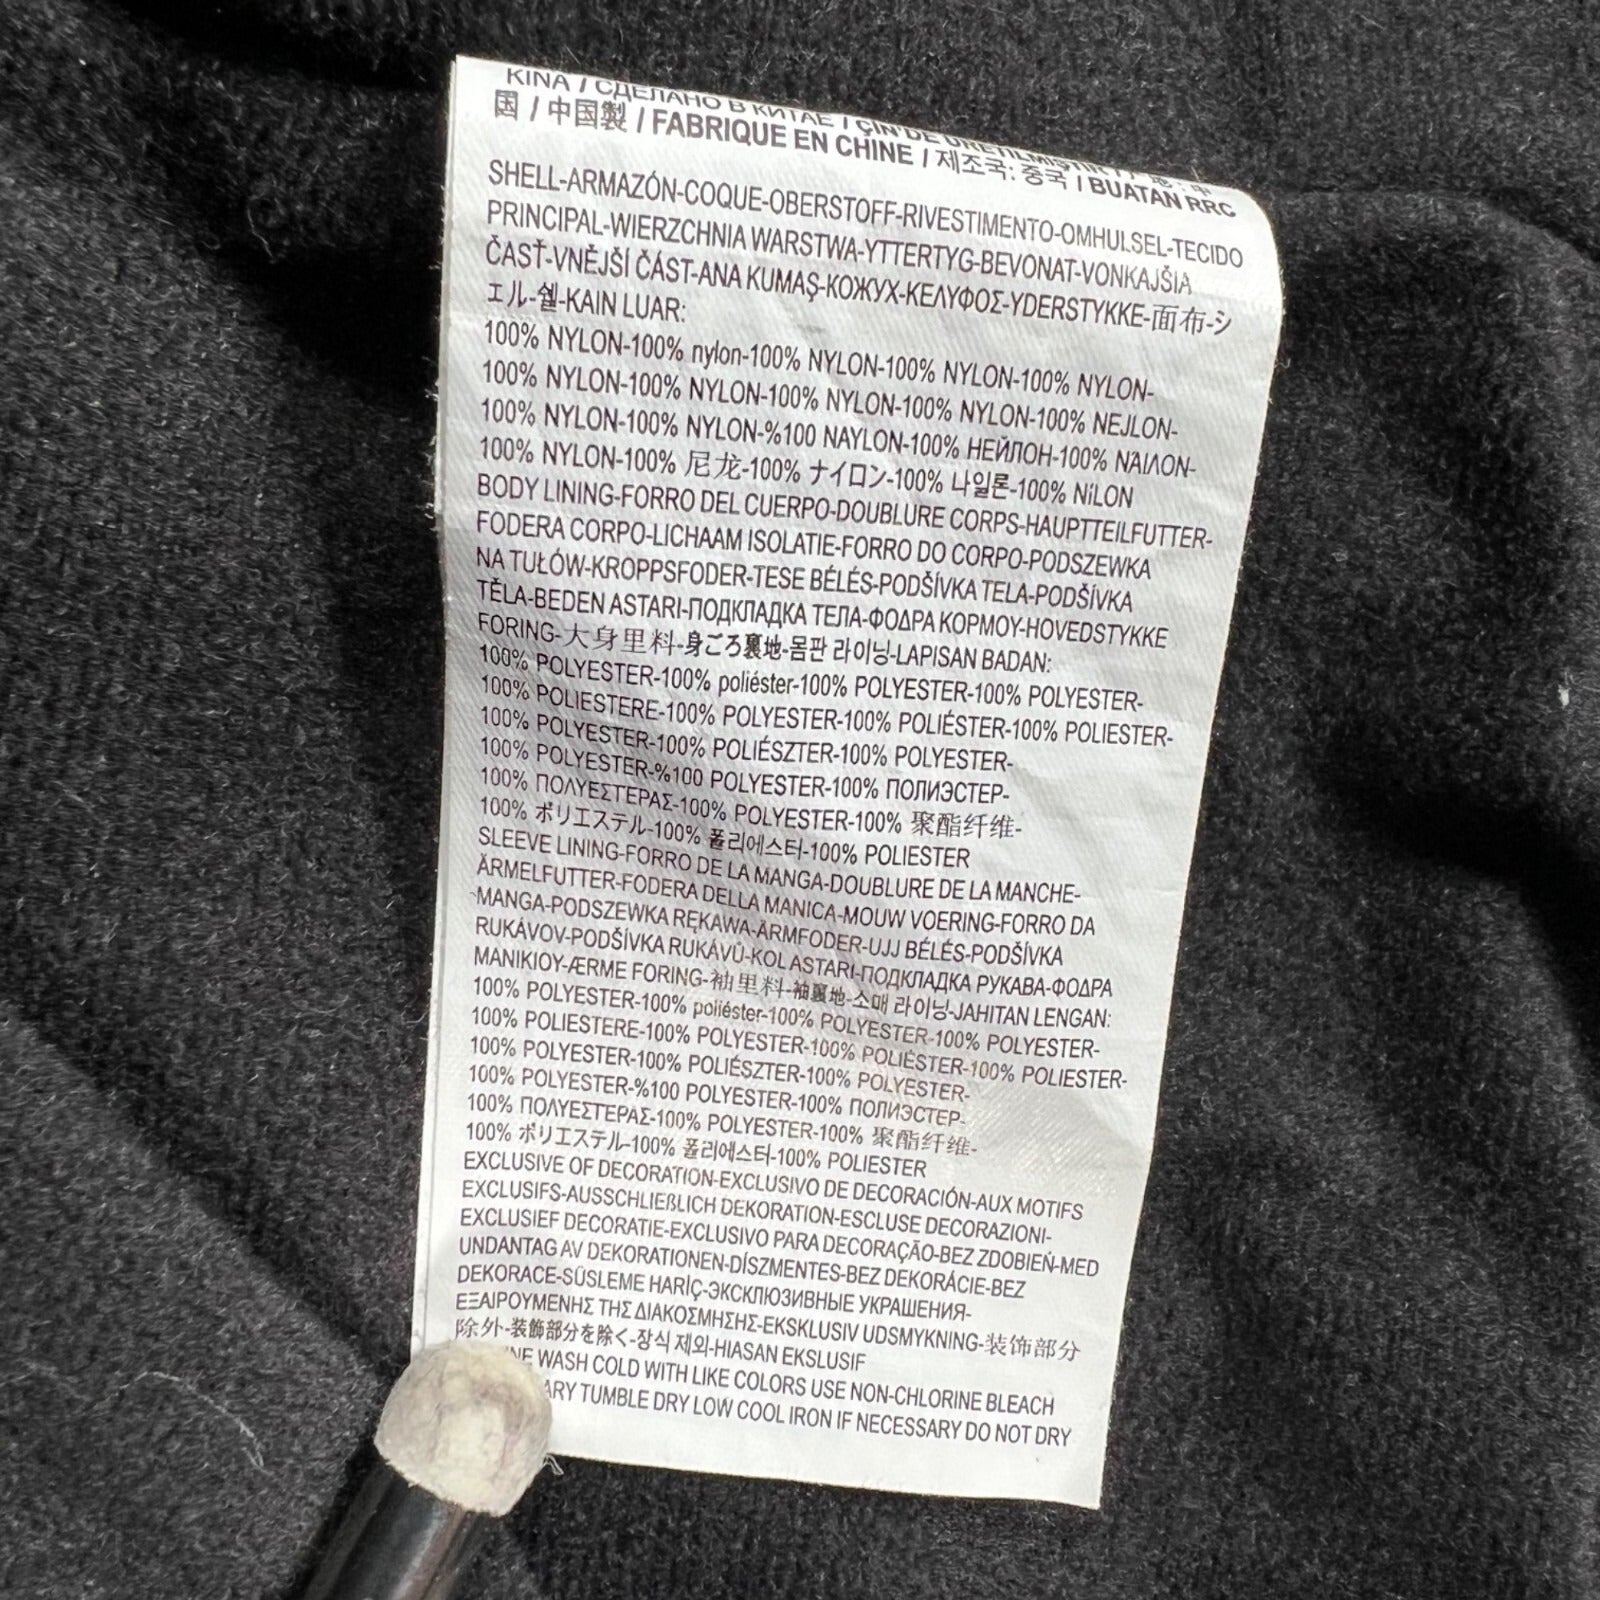 KINA / СДЕЛАНО В КИТАЕ / ÇİN'DE ÜRETİLMİŞTİR / 产地：中
国 / 中国製 / FABRIQUE EN CHINE / 제조국: 중국 / BUATAN RRC
SHELL-ARMAZÓN-COQUE-OBERSTOFF-RIVESTIMENTO-OMHULSEL-TECIDO
PRINCIPAL-WIERZCHNIA WARSTWA-YTTERTYG-BEVONAT-VONKAJŠIA
ČASŤ-VNĚJŠÍ ČÁST-ANA KUMAŞ-КОЖУХ-ΚΕΛΥΦΟΣ-YDERSTYKKE-面布-シ
ェル-쉘-KAIN LUAR:
100% NYLON-100% nylon-100% NYLON-100% NYLON-100% NYLON-
100% NYLON-100% NYLON-100% NYLON-100% NYLON-100% NEJLON-
100% NYLON-100% NYLON-%100 NAYLON-100% НЕЙЛОН-100% ΝΑΙΛΟΝ-
100% NYLON-100% 尼龙-100% ナイロン-100% 나일론-100% NiLON
BODY LINING-FORRO DEL CUERPO-DOUBLURE CORPS-HAUPTTEILFUTTER-
FODERA CORPO-LICHAAM ISOLATIE-FORRO DO CORPO-PODSZEWKA
NA TUŁÓW-KROPPSFODER-TESE BÉLÉS-PODŠÍVKA TELA-PODŠÍVKA
TĚLA-BEDEN ASTARI-ПОДКЛАДКА ТЕЛА-ΦΟΔΡΑ ΚΟΡΜΟΥ-HOVEDSTYKKE
FORING-大身里料-身ごろ裏地-몸판 라이닝-LAPISAN BADAN:
100% POLYESTER-100% poliéster-100% POLYESTER-100% POLYESTER-
100% POLIESTERE-100% POLYESTER-100% POLIÉSTER-100% POLIESTER-
100% POLYESTER-100% POLIÉSZTER-100% POLYESTER-
100% POLYESTER-%100 POLYESTER-100% ПОЛИЭСТЕР-
100% ΠΟΛΥΕΣΤΕΡΑΣ-100% POLYESTER-100% 聚酯纤维-
100% ポリエステル-100% 폴리에스터-100% POLIESTER
SLEEVE LINING-FORRO DE LA MANGA-DOUBLURE DE LA MANCHE-
ÄRMELFUTTER-FODERA DELLA MANICA-MOUW VOERING-FORRO DA
MANGA-PODSZEWKA RĘKAWA-ÄRMFODER-UJJ BÉLÉS-PODŠÍVKA
RUKÁVOV-PODŠÍVKA RUKÁVŮ-KOL ASTARI-ПОДКЛАДКА РУКАВА-ΦΟΔΡΑ
ΜΑΝΙΚΙΟΥ-ÆRME FORING-袖里料-袖裏地-소매 라이닝-JAHITAN LENGAN:
100% POLYESTER-100% poliéster-100% POLYESTER-100% POLYESTER-
100% POLIESTERE-100% POLYESTER-100% POLIÉSTER-100% POLIESTER-
100% POLYESTER-100% POLIÉSZTER-100% POLYESTER-
100% POLYESTER-%100 POLYESTER-100% ПОЛИЭСТЕР-
100% ΠΟΛΥΕΣΤΕΡΑΣ-100% POLYESTER-100% 聚酯纤维-
100% ポリエステル-100% 폴리에스터-100% POLIESTER
EXCLUSIVE OF DECORATION-EXCLUSIVO DE DECORACIÓN-AUX MOTIFS
EXCLUSIFS-AUSSCHLIEßLICH DEKORATION-ESCLUSE DECORAZIONI-
EXCLUSIEF DECORATIE-EXCLUSIVO PARA DECORAÇÃO-BEZ ZDOBIEŃ-MED
UNDANTAG AV DEKORATIONEN-DÍSZMENTES-BEZ DEKORÁCIE-BEZ
DEKORACE-SÜSLEME HARİÇ-ЭКСКЛЮЗИВНЫЕ УКРАШЕНИЯ-
ΕΞΑΙΡΟΥΜΕΝΗΣ ΤΗΣ ΔΙΑΚΟΣΜΗΣΗΣ-EKSKLUSIV UDSMYKNING-装饰部分
除外-装飾部分を除く-장식 제외-HIASAN EKSLUSIF
WASH COLD WITH LIKE COLORS USE NON-CHLORINE BLEACH
TUMBLE DRY LOW COOL IRON IF NECESSARY DO NOT DRY